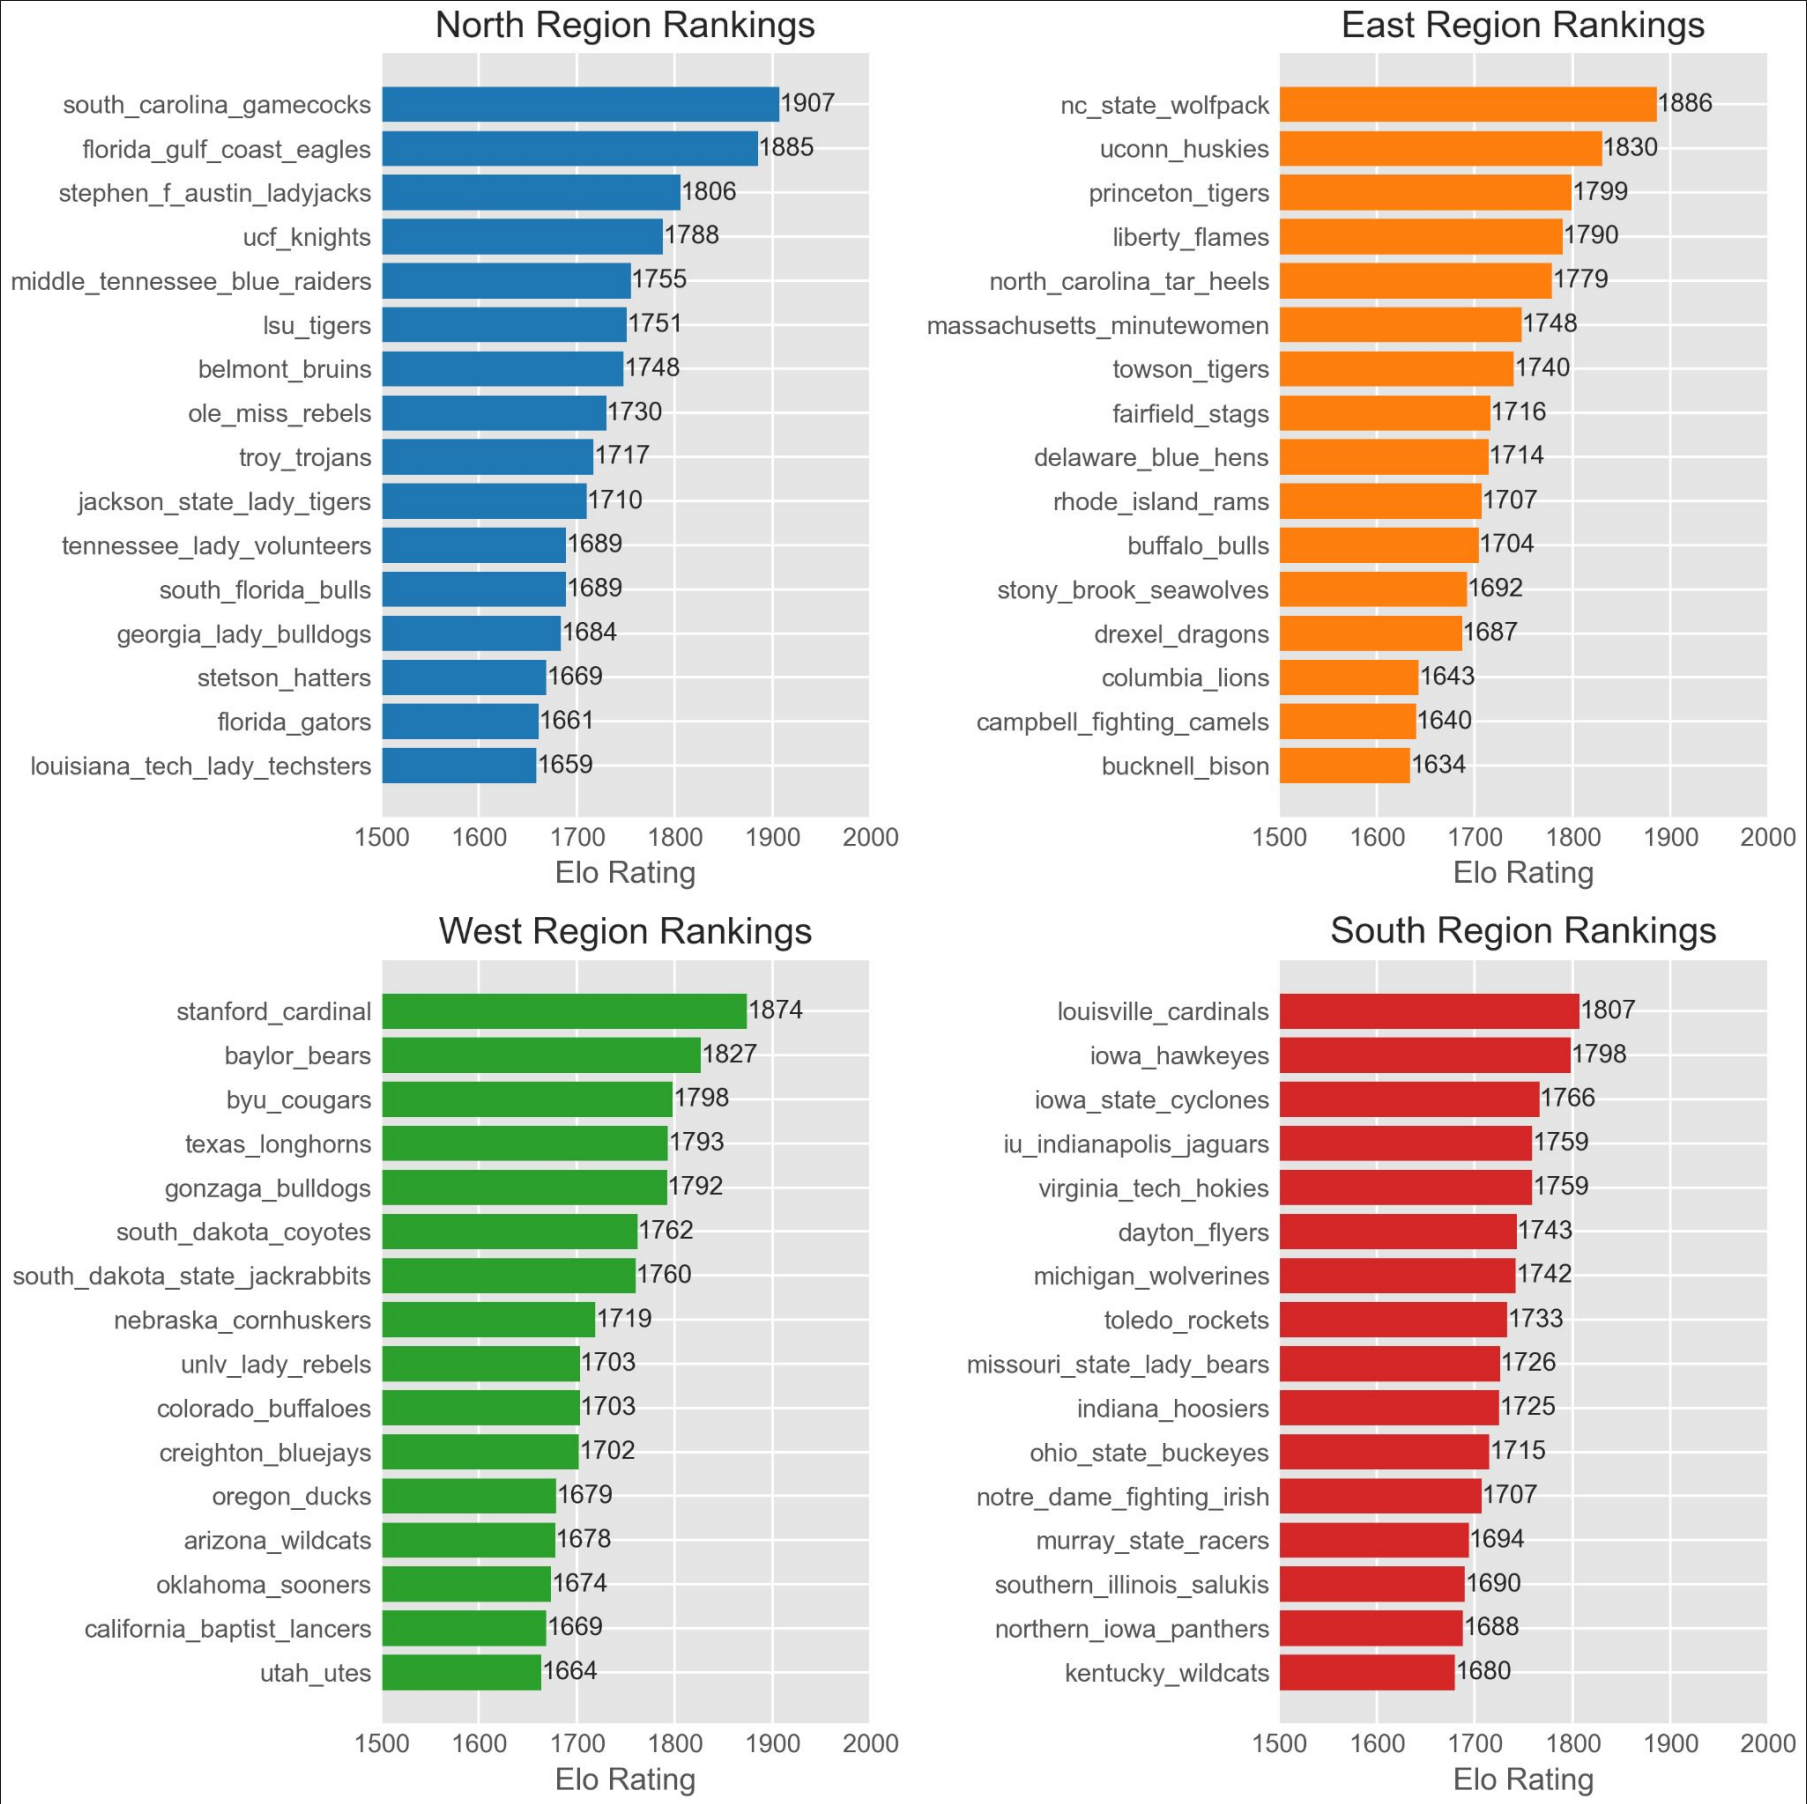 North Region Rankings
south_carolina_gamecocks 1907
florida_gulf_coast_eagles 1885
stephen_f_austin_ladyjacks 1806
ucf_knights 1788
middle_tennessee_blue_raiders 1755
lsu_tigers 1751
belmont_bruins 1748
ole_miss_rebels 1730
troy_trojans 1717
jackson_state_lady_tigers 1710
tennessee_lady_volunteers 1689
south_florida_bulls 1689
georgia_lady_bulldogs 1684
stetson_hatters 1669
florida_gators 1661
louisiana_tech_lady_techsters 1659
1500 1600 1700 1800 1900 2000
Elo Rating
East Region Rankings
nc_state_wolfpack 1886
uconn_huskies 1830
princeton_tigers 1799
liberty_flames 1790
north_carolina_tar_heels 1779
massachusetts_minutewomen 1748
towson_tigers 1740
fairfield_stags 1716
delaware_blue_hens 1714
rhode_island_rams 1707
buffalo_bulls 1704
stony_brook_seawolves 1692
drexel_dragons 1687
columbia_lions 1643
campbell_fighting_camels 1640
bucknell_bison 1634
1500 1600 1700 1800 1900 2000
Elo Rating
West Region Rankings
stanford_cardinal 1874
baylor_bears 1827
byu_cougars 1798
texas_longhorns 1793
gonzaga_bulldogs 1792
south_dakota_coyotes 1762
south_dakota_state_jackrabbits 1760
nebraska_cornhuskers 1719
unlv_lady_rebels 1703
colorado_buffaloes 1703
creighton_bluejays 1702
oregon_ducks 1679
arizona_wildcats 1678
oklahoma_sooners 1674
california_baptist_lancers 1669
utah_utes 1664
1500 1600 1700 1800 1900 2000
Elo Rating
South Region Rankings
louisville_cardinals 1807
iowa_hawkeyes 1798
iowa_state_cyclones 1766
iu_indianapolis_jaguars 1759
virginia_tech_hokies 1759
dayton_flyers 1743
michigan_wolverines 1742
toledo_rockets 1733
missouri_state_lady_bears 1726
indiana_hoosiers 1725
ohio_state_buckeyes 1715
notre_dame_fighting_irish 1707
murray_state_racers 1694
southern_illinois_salukis 1690
northern_iowa_panthers 1688
kentucky_wildcats 1680
1500 1600 1700 1800 1900 2000
Elo Rating